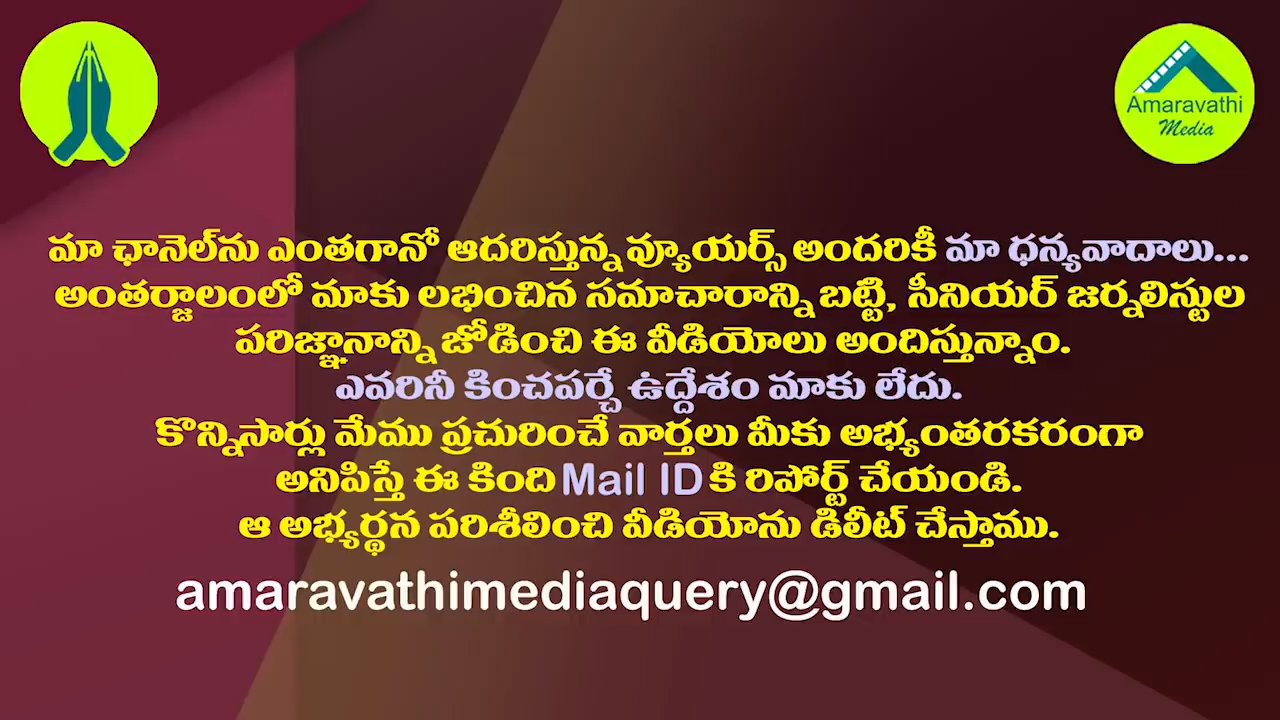 Amaravathi
Media
మా ఛానెల్‌ను ఎంతగానో ఆదరిస్తున్న వ్యూయర్స్ అందరికీ మా ధన్యవాదాలు...
అంతర్జాలంలో మాకు లభించిన సమాచారాన్ని బట్టి, సీనియర్ జర్నలిస్టుల
పరిజ్ఞానాన్ని జోడించి ఈ వీడియోలు అందిస్తున్నాం.
ఎవరినీ కించపర్చే ఉద్దేశం మాకు లేదు.
కొన్నిసార్లు మేము ప్రచురించే వార్తలు మీకు అభ్యంతరకరంగా
అనిపిస్తే ఈ కింది Mail ID కి రిపోర్ట్ చేయండి.
ఆ అభ్యర్థన పరిశీలించి వీడియోను డిలీట్ చేస్తాము.
amaravathimediaquery@gmail.com